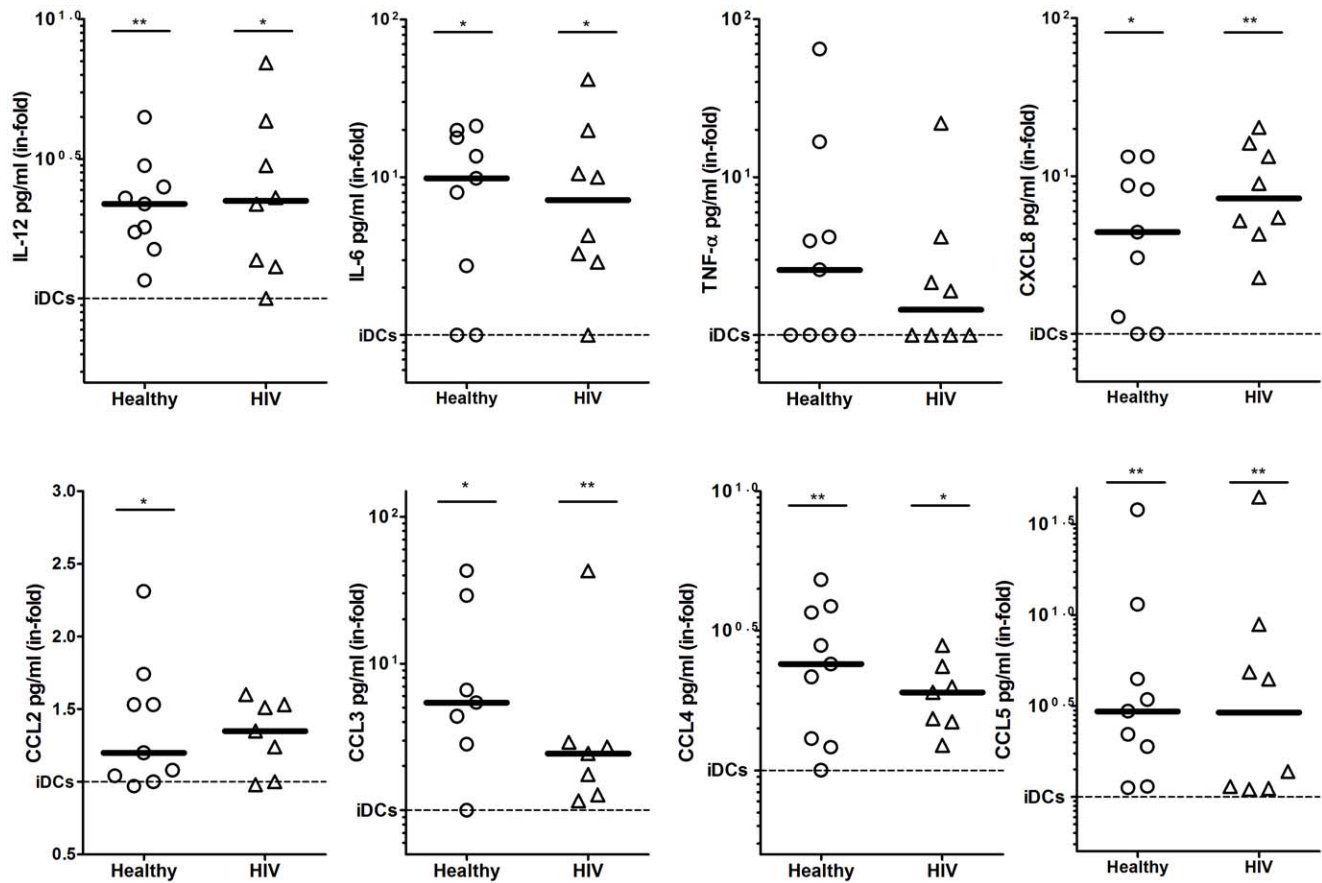 IL-12 pg/ml (in-fold)
10^1.0
10^0.5
iDCs
**
*
Healthy
HIV
IL-6 pg/ml (in-fold)
10^2
10^1
iDCs
*
*
Healthy
HIV
TNF-α pg/ml (in-fold)
10^2
10^1
iDCs
Healthy
HIV
CXCL8 pg/ml (in-fold)
10^2
10^1
iDCs
*
**
Healthy
HIV
CCL2 pg/ml (in-fold)
3.0
2.5
2.0
1.5
iDCs
0.5
*
Healthy
HIV
CCL3 pg/ml (in-fold)
10^2
10^1
iDCs
*
**
Healthy
HIV
CCL4 pg/ml (in-fold)
10^1.0
10^0.5
iDCs
**
*
Healthy
HIV
CCL5 pg/ml (in-fold)
10^1.5
10^1.0
10^0.5
iDCs
**
**
Healthy
HIV